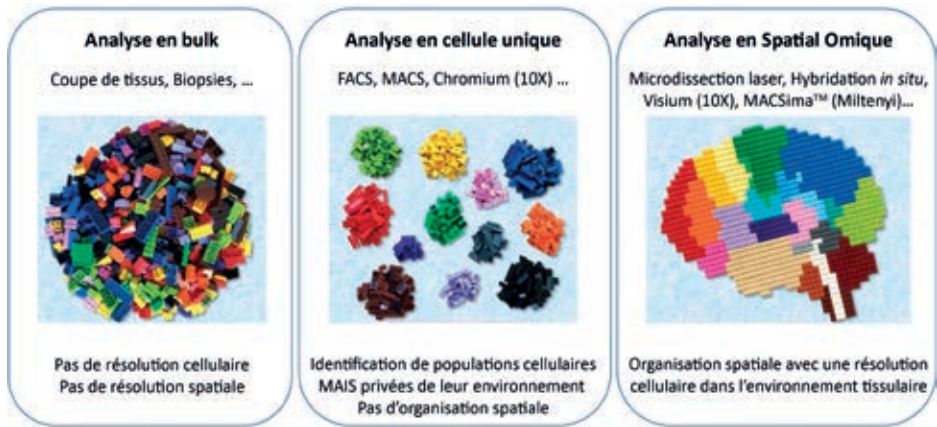 Analyse en bulk
Coupe de tissus, Biopsies, ...
Pas de résolution cellulaire
Pas de résolution spatiale
Analyse en cellule unique
FACS, MACS, Chromium (10X) ...
Identification de populations cellulaires
MAIS privées de leur environnement
Pas d'organisation spatiale
Analyse en Spatial Omique
Microdissection laser, Hybridation in situ,
Visium (10X), MACSima™ (Miltenyi)...
Organisation spatiale avec une résolution
cellulaire dans l'environnement tissulaire